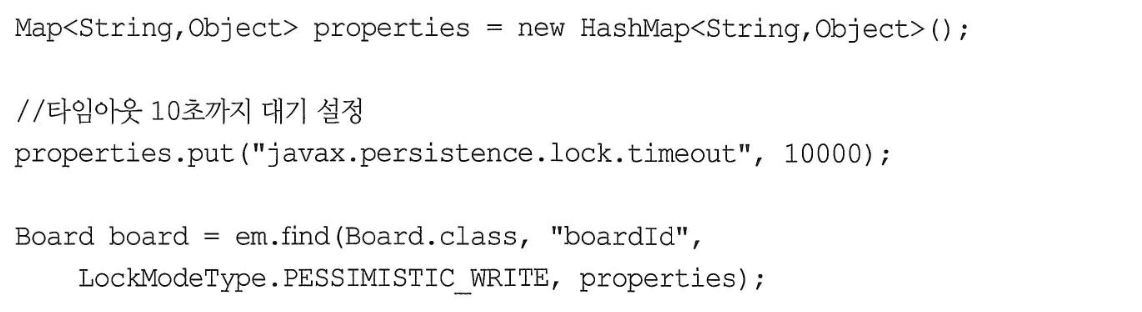 Map<String,Object> properties = new HashMap<String,Object>();
//타임아웃 10초까지 대기 설정
properties.put("javax.persistence.lock.timeout", 10000);
Board board = em.find(Board.class, "boardId",
LockModeType.PESSIMISTIC_WRITE, properties);